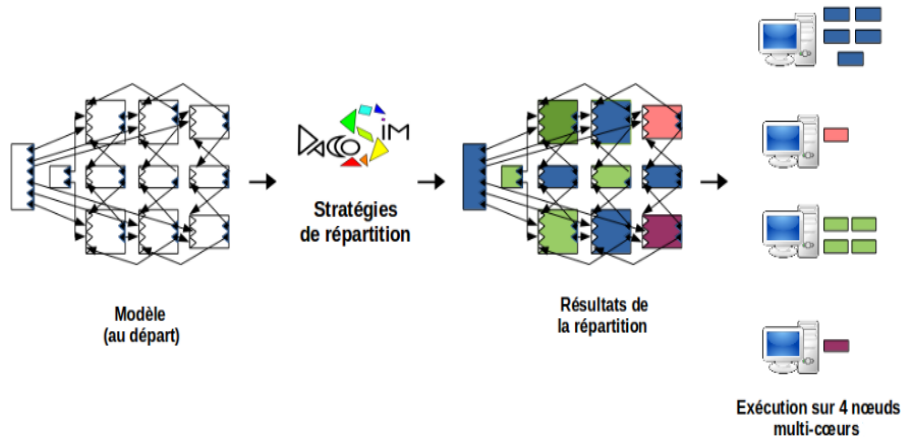 DACCOSIM
Stratégies
de répartition
Modèle
(au départ)
Résultats de
la répartition
Exécution sur 4 nœuds
multi-cœurs